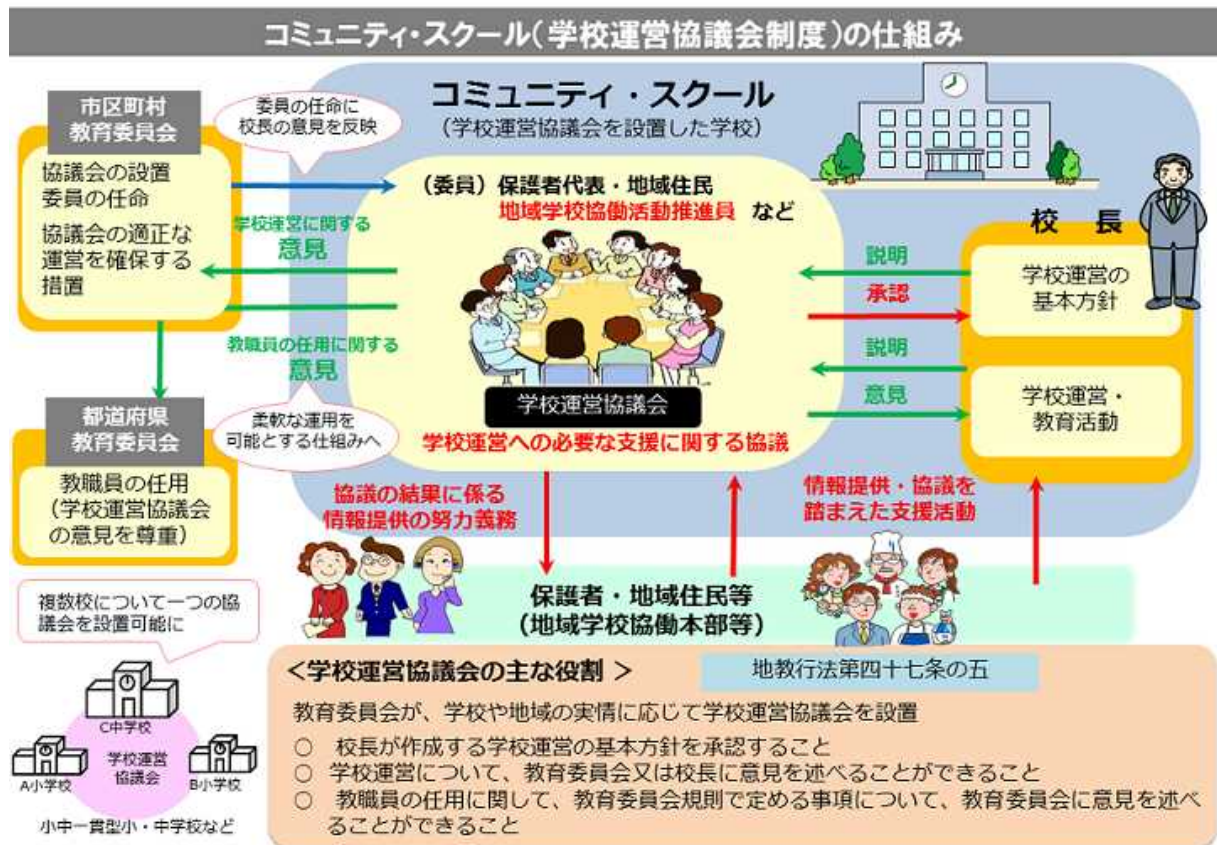 コミュニティ・スクール(学校運営協議会制度)の仕組み
市区町村
教育委員会
協議会の設置
委員の任命
協議会の適正な
運営を確保する
措置
委員の任命に
校長の意見を反映
コミュニティ・スクール
(学校運営協議会を設置した学校)
(委員)保護者代表・地域住民
地域学校協働活動推進員 など
学校運営に関する
意見
教職員の任用に関する
意見
柔軟な運用を
可能とする仕組みへ
学校運営協議会
学校運営への必要な支援に関する協議
校 長
説明
承認
学校運営の
基本方針
説明
意見
学校運営・
教育活動
都道府県
教育委員会
教職員の任用
(学校運営協議会
の意見を尊重)
協議の結果に係る
情報提供の努力義務
情報提供・協議を
踏まえた支援活動
保護者・地域住民等
(地域学校協働本部等)
複数校について一つの協
議会を設置可能に
C中学校
学校運営
協議会
A小学校
B小学校
小中一貫型小・中学校など
<学校運営協議会の主な役割 >
地教行法第四十七条の五
教育委員会が、学校や地域の実情に応じて学校運営協議会を設置
○ 校長が作成する学校運営の基本方針を承認すること
○ 学校運営について、教育委員会又は校長に意見を述べることができること
○ 教職員の任用に関して、教育委員会規則で定める事項について、教育委員会に意見を述べ
ることができること